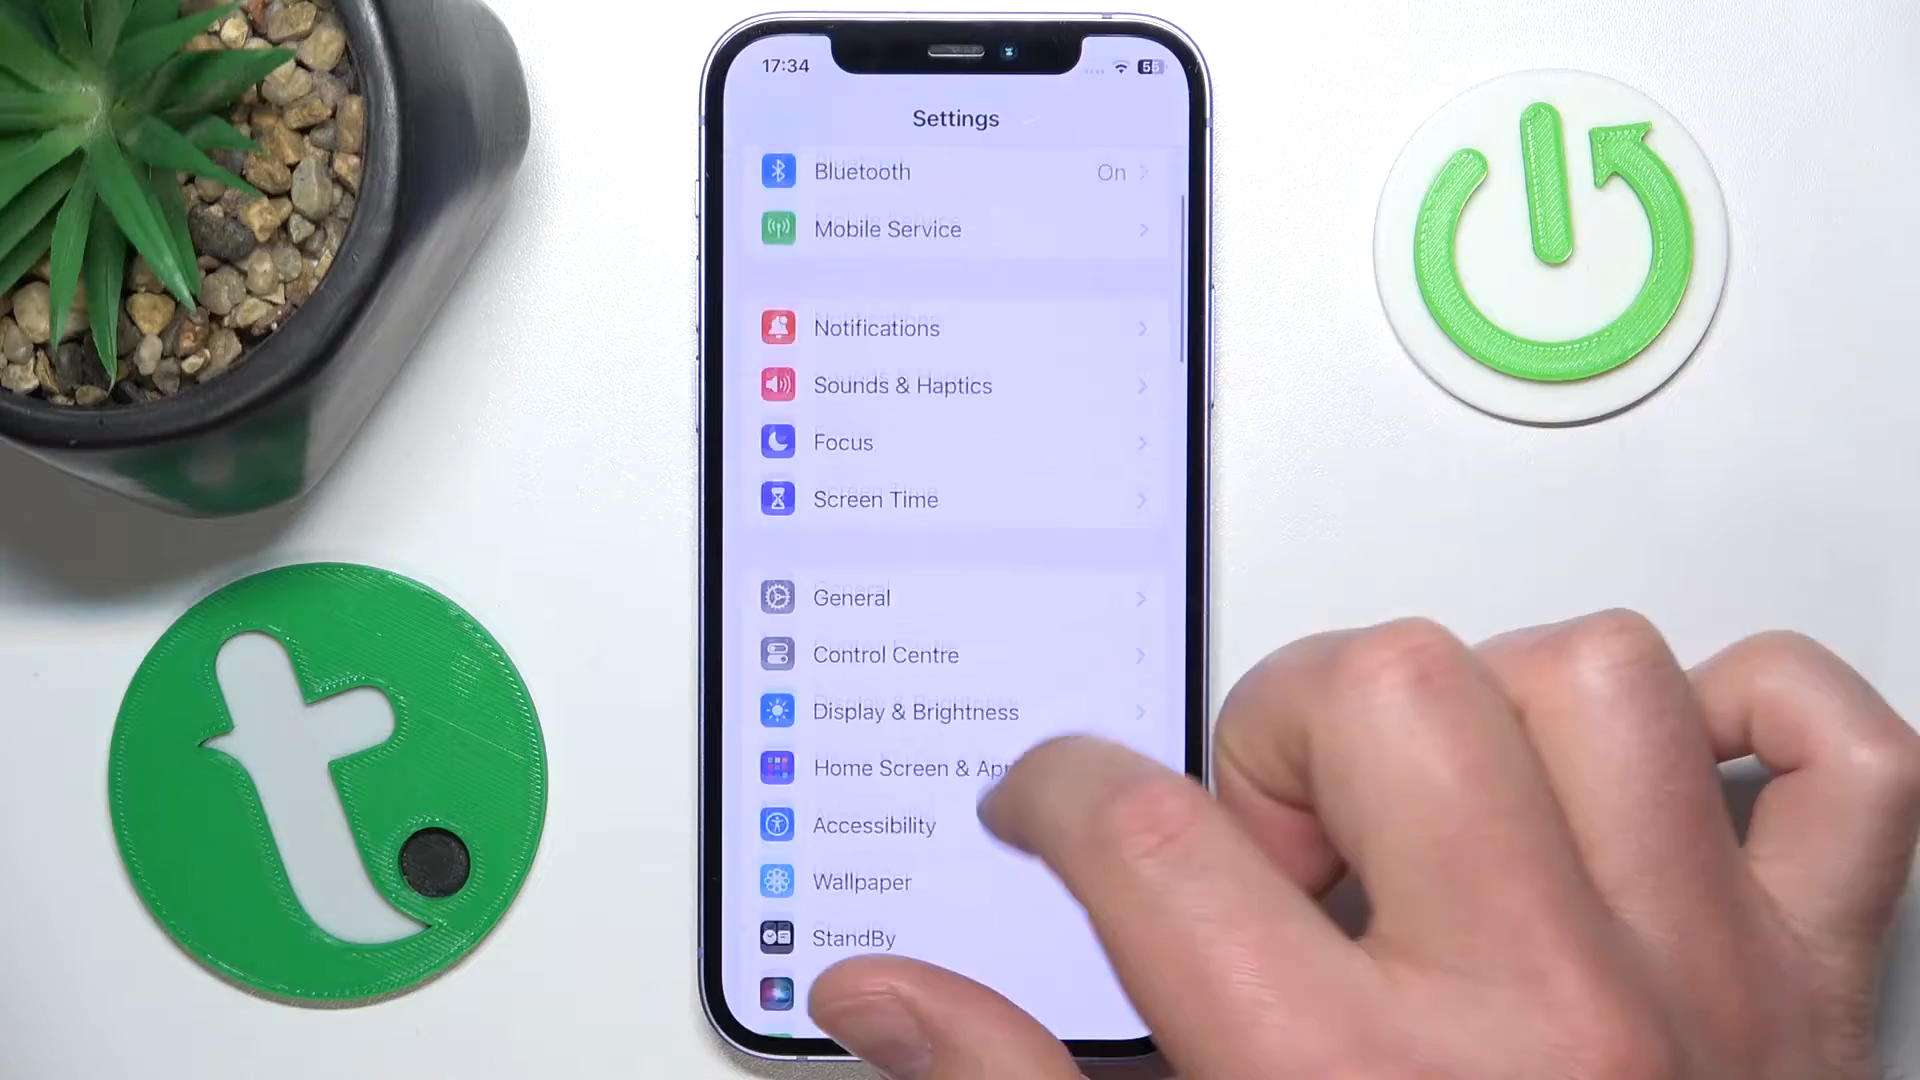 17:34
55
Settings
Bluetooth On
Mobile Service
Notifications
Sounds & Haptics
Focus
Screen Time
General
Control Centre
Display & Brightness
Home Screen &
Accessibility
Wallpaper
StandBy
t.